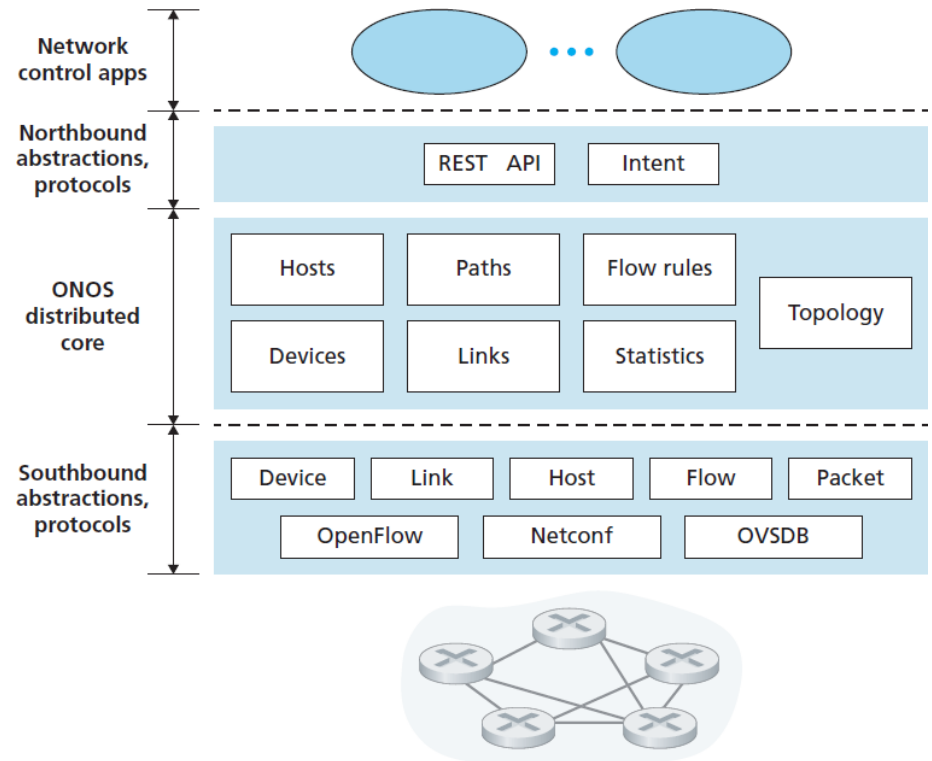 Network
control apps
Northbound
abstractions,
protocols
REST API
Intent
ONOS
distributed
core
Hosts
Paths
Flow rules
Topology
Devices
Links
Statistics
Southbound
abstractions,
protocols
Device
Link
Host
Flow
Packet
OpenFlow
Netconf
OVSDB